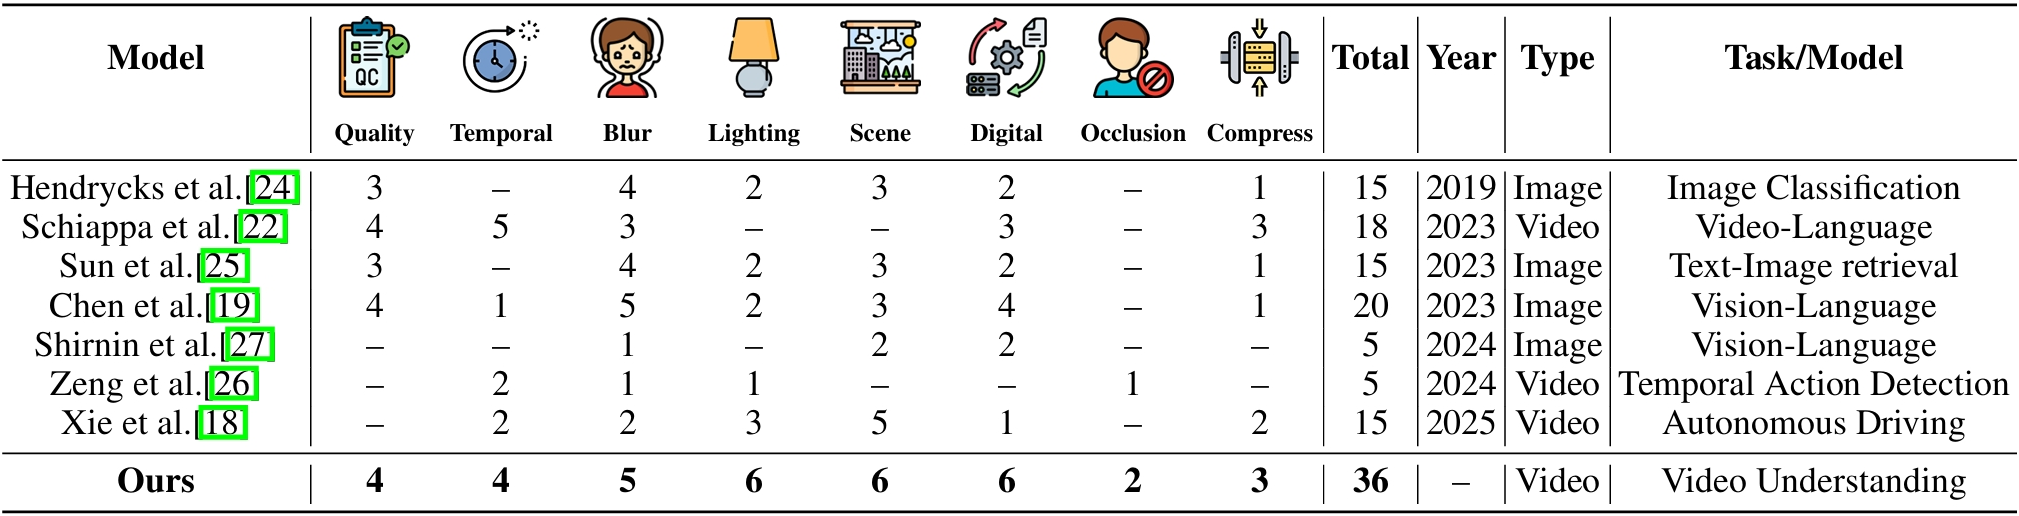 Model QC Quality Temporal Blur Lighting Scene Digital Occlusion Compress Total Year Type Task/Model
Hendrycks et al.[24] 3 – 4 2 3 2 – 1 15 2019 Image Image Classification
Schiappa et al.[22] 4 5 3 – – 3 – 3 18 2023 Video Video-Language
Sun et al.[25] 3 – 4 2 3 2 – 1 15 2023 Image Text-Image retrieval
Chen et al.[19] 4 1 5 2 3 4 – 1 20 2023 Image Vision-Language
Shirnin et al.[27] – – 1 – 2 2 – – 5 2024 Image Vision-Language
Zeng et al.[26] – 2 1 1 – – 1 – 5 2024 Video Temporal Action Detection
Xie et al.[18] – 2 2 3 5 1 – 2 15 2025 Video Autonomous Driving
Ours 4 4 5 6 6 6 2 3 36 – Video Video Understanding